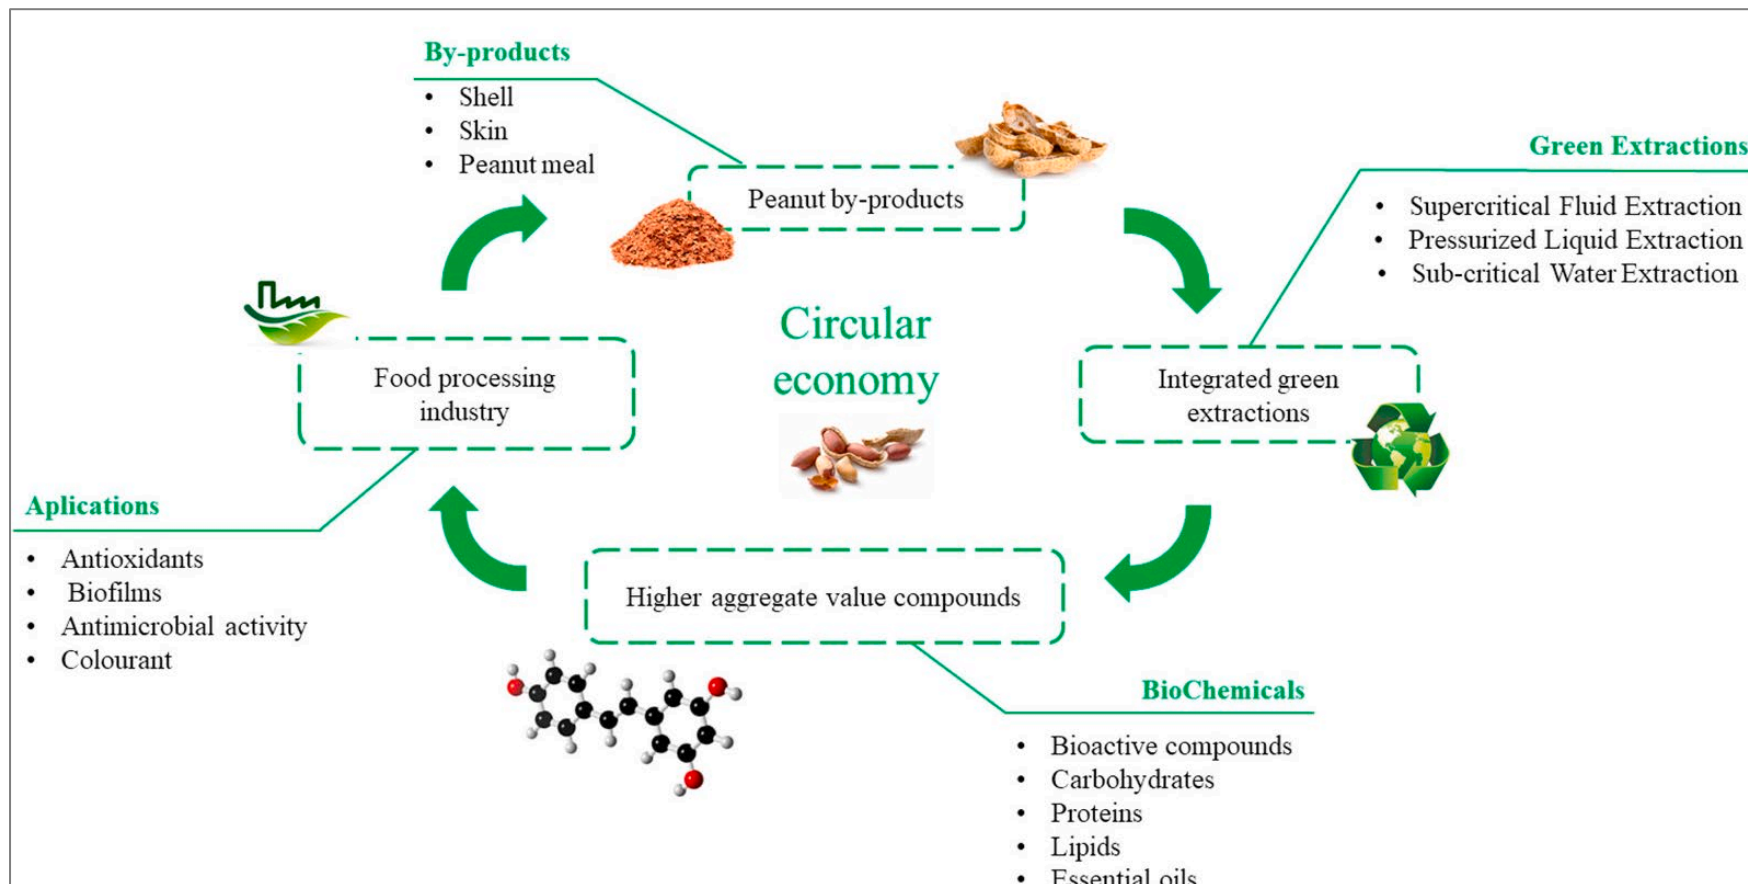 By-products
• Shell
• Skin
• Peanut meal
Peanut by-products
Green Extractions
• Supercritical Fluid Extraction
• Pressurized Liquid Extraction
• Sub-critical Water Extraction
Circular
economy
Food processing
industry
Integrated green
extractions
Aplications
• Antioxidants
• Biofilms
• Antimicrobial activity
• Colourant
Higher aggregate value compounds
BioChemicals
• Bioactive compounds
• Carbohydrates
• Proteins
• Lipids
• Essential oils